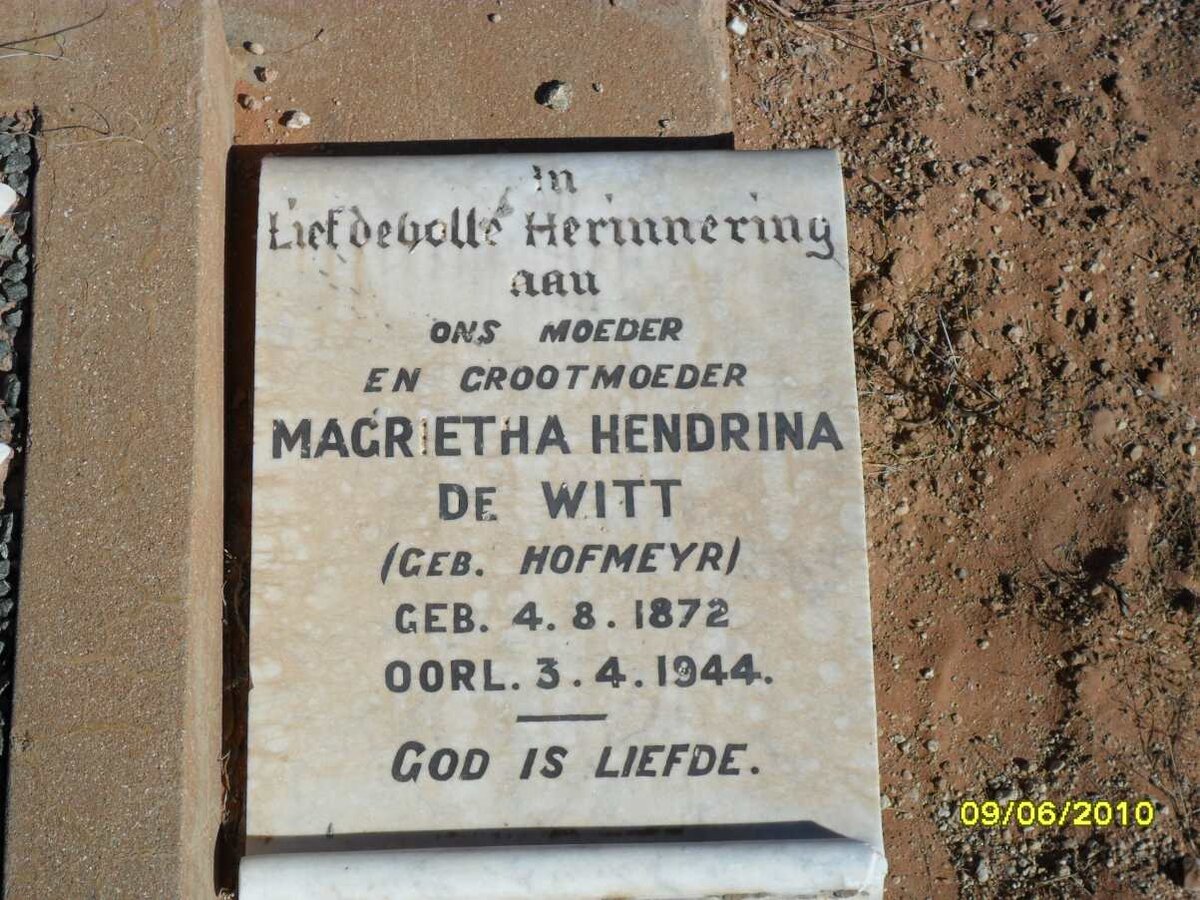 In
Liefdevolle Herinnering
aan
ONS MOEDER
EN GROOTMOEDER
MAGRIETHA HENDRINA
DE WITT
(GEB. HOFMEYR)
GEB. 4.8.1872
OORL. 3.4.1944.
GOD IS LIEFDE.
09/06/2010